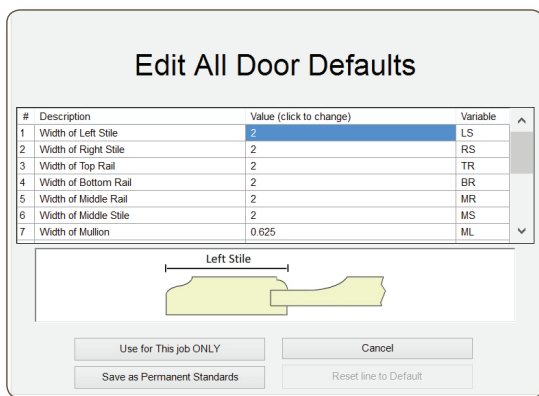 Edit All Door Defaults
# Description Value (click to change) Variable
1 Width of Left Stile 2 LS
2 Width of Right Stile 2 RS
3 Width of Top Rail 2 TR
4 Width of Bottom Rail 2 BR
5 Width of Middle Rail 2 MR
6 Width of Middle Stile 2 MS
7 Width of Mullion 0.625 ML
Left Stile
Use for This job ONLY Cancel
Save as Permanent Standards Reset line to Default